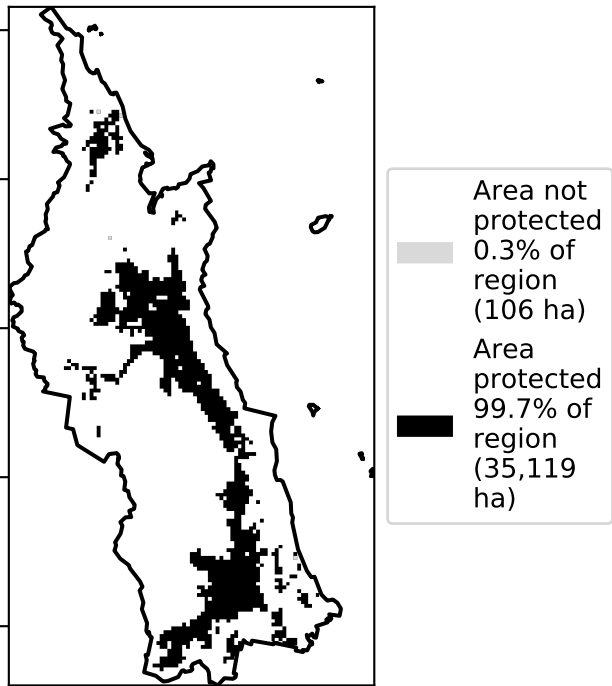 Area not
protected
0.3% of
region
(106 ha)
Area
protected
99.7% of
region
(35,119
ha)